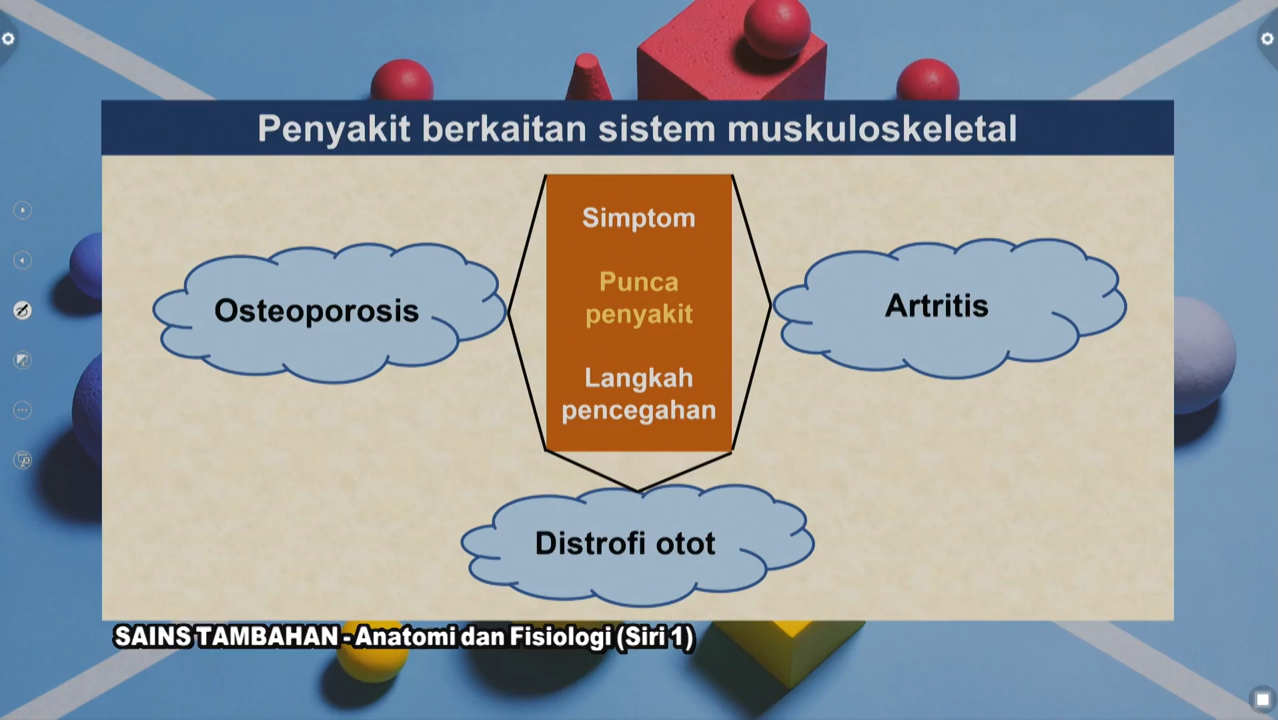 Penyakit berkaitan sistem muskuloskeletal
Simptom
Punca
penyakit
Langkah
pencegahan
Osteoporosis
Artritis
Distrofi otot
SAINS TAMBAHAN - Anatomi dan Fisiologi (Siri 1)